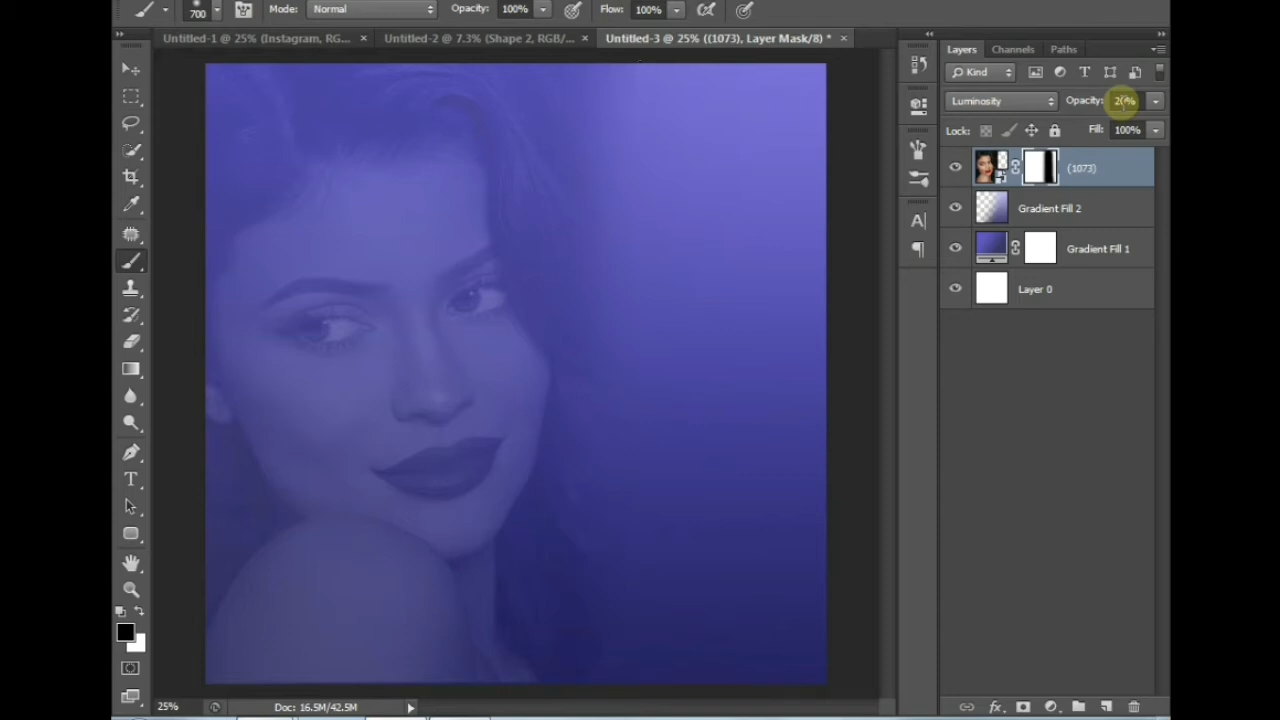 700 Mode: Normal Opacity: 100% Flow: 100%
Untitled-1 @ 25% (Instagram, RG... × Untitled-2 @ 7.3% (Shape 2, RGB/... × Untitled-3 @ 25% ((1073), Layer Mask/8) * ×
Layers Channels Paths
Kind
Luminosity Opacity: 20%
Lock: Fill: 100%
(1073)
Gradient Fill 2
Gradient Fill 1
Layer 0
25% Doc: 16.5M/42.5M